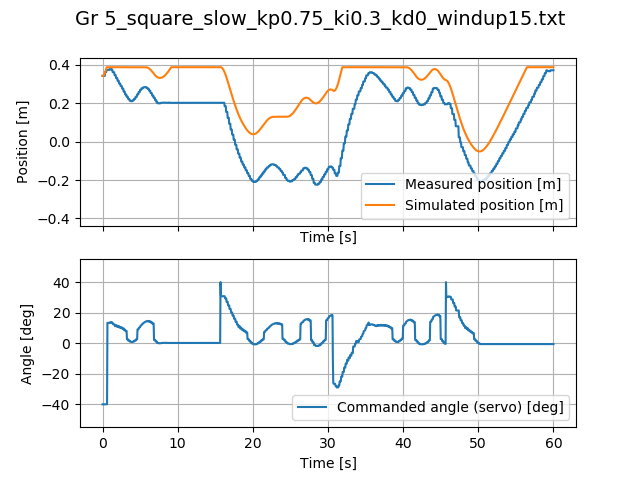 Gr 5_square_slow_kp0.75_ki0.3_kd0_windup15.txt
0.4
0.2
0.0
−0.2
−0.4
Position [m]
Measured position [m]
Simulated position [m]
Time [s]
40
20
0
−20
−40
Angle [deg]
Commanded angle (servo) [deg]
0 10 20 30 40 50 60
Time [s]